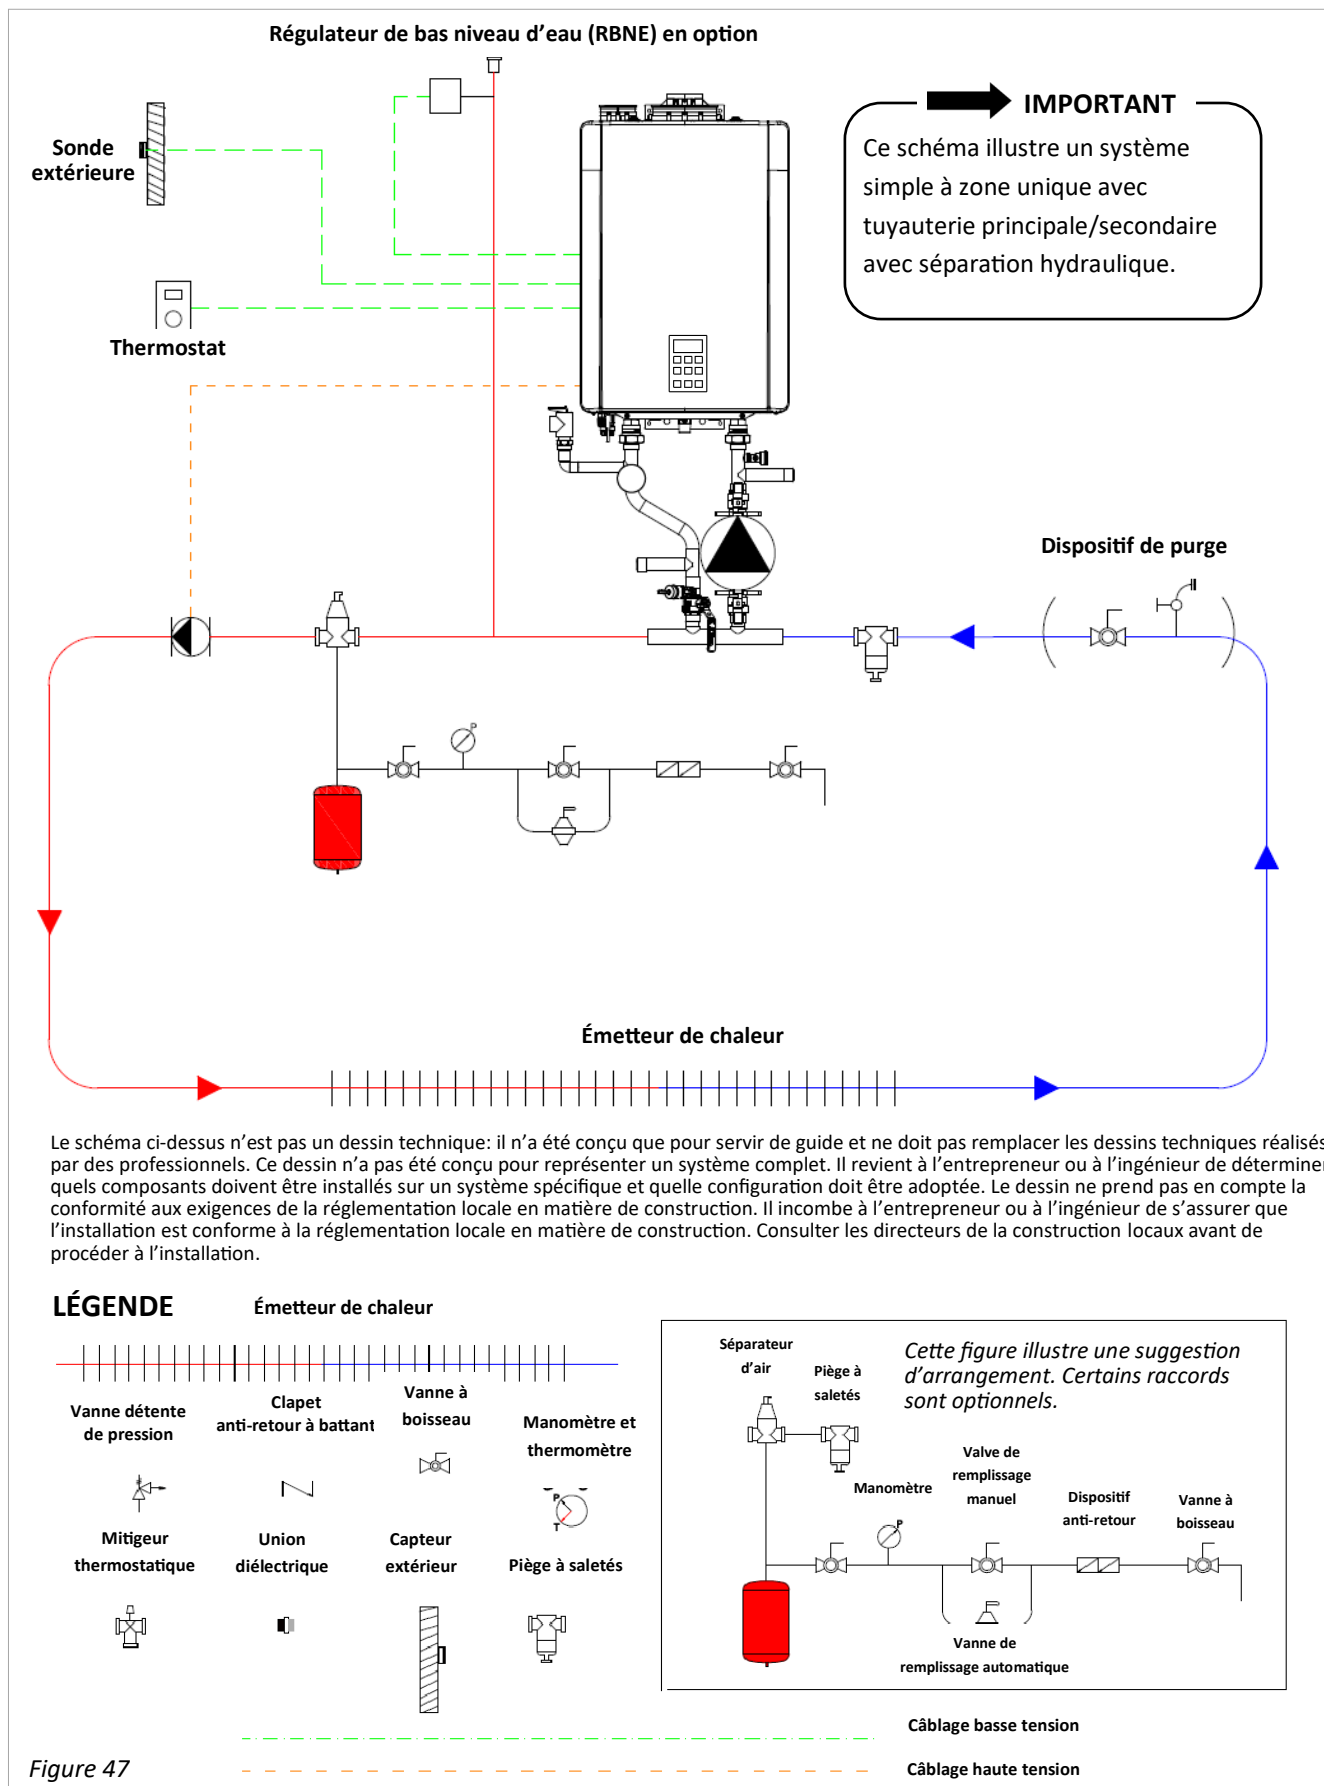 Régulateur de bas niveau d'eau (RBNE) en option
IMPORTANT
Ce schéma illustre un système
simple à zone unique avec
tuyauterie principale/secondaire
avec séparation hydraulique.
Sonde
extérieure
Thermostat
Dispositif de purge
P
Émetteur de chaleur
Le schéma ci-dessus n'est pas un dessin technique: il n'a été conçu que pour servir de guide et ne doit pas remplacer les dessins techniques réalisés
par des professionnels. Ce dessin n'a pas été conçu pour représenter un système complet. Il revient à l'entrepreneur ou à l'ingénieur de déterminer
quels composants doivent être installés sur un système spécifique et quelle configuration doit être adoptée. Le dessin ne prend pas en compte la
conformité aux exigences de la réglementation locale en matière de construction. Il incombe à l'entrepreneur ou à l'ingénieur de s'assurer que
l'installation est conforme à la réglementation locale en matière de construction. Consulter les directeurs de la construction locaux avant de
procéder à l'installation.
LÉGENDE
Émetteur de chaleur
Vanne détente
de pression
Clapet
anti-retour à battant
Vanne à
boisseau
Manomètre et
thermomètre
P
T
Mitigeur
thermostatique
Union
diélectrique
Capteur
extérieur
Piège à saletés
Séparateur
d'air
Piège à
saletés
Cette figure illustre une suggestion
d'arrangement. Certains raccords
sont optionnels.
Manomètre
P
Valve de
remplissage
manuel
Dispositif
anti-retour
Vanne à
boisseau
Vanne de
remplissage automatique
Câblage basse tension
Câblage haute tension
Figure 47